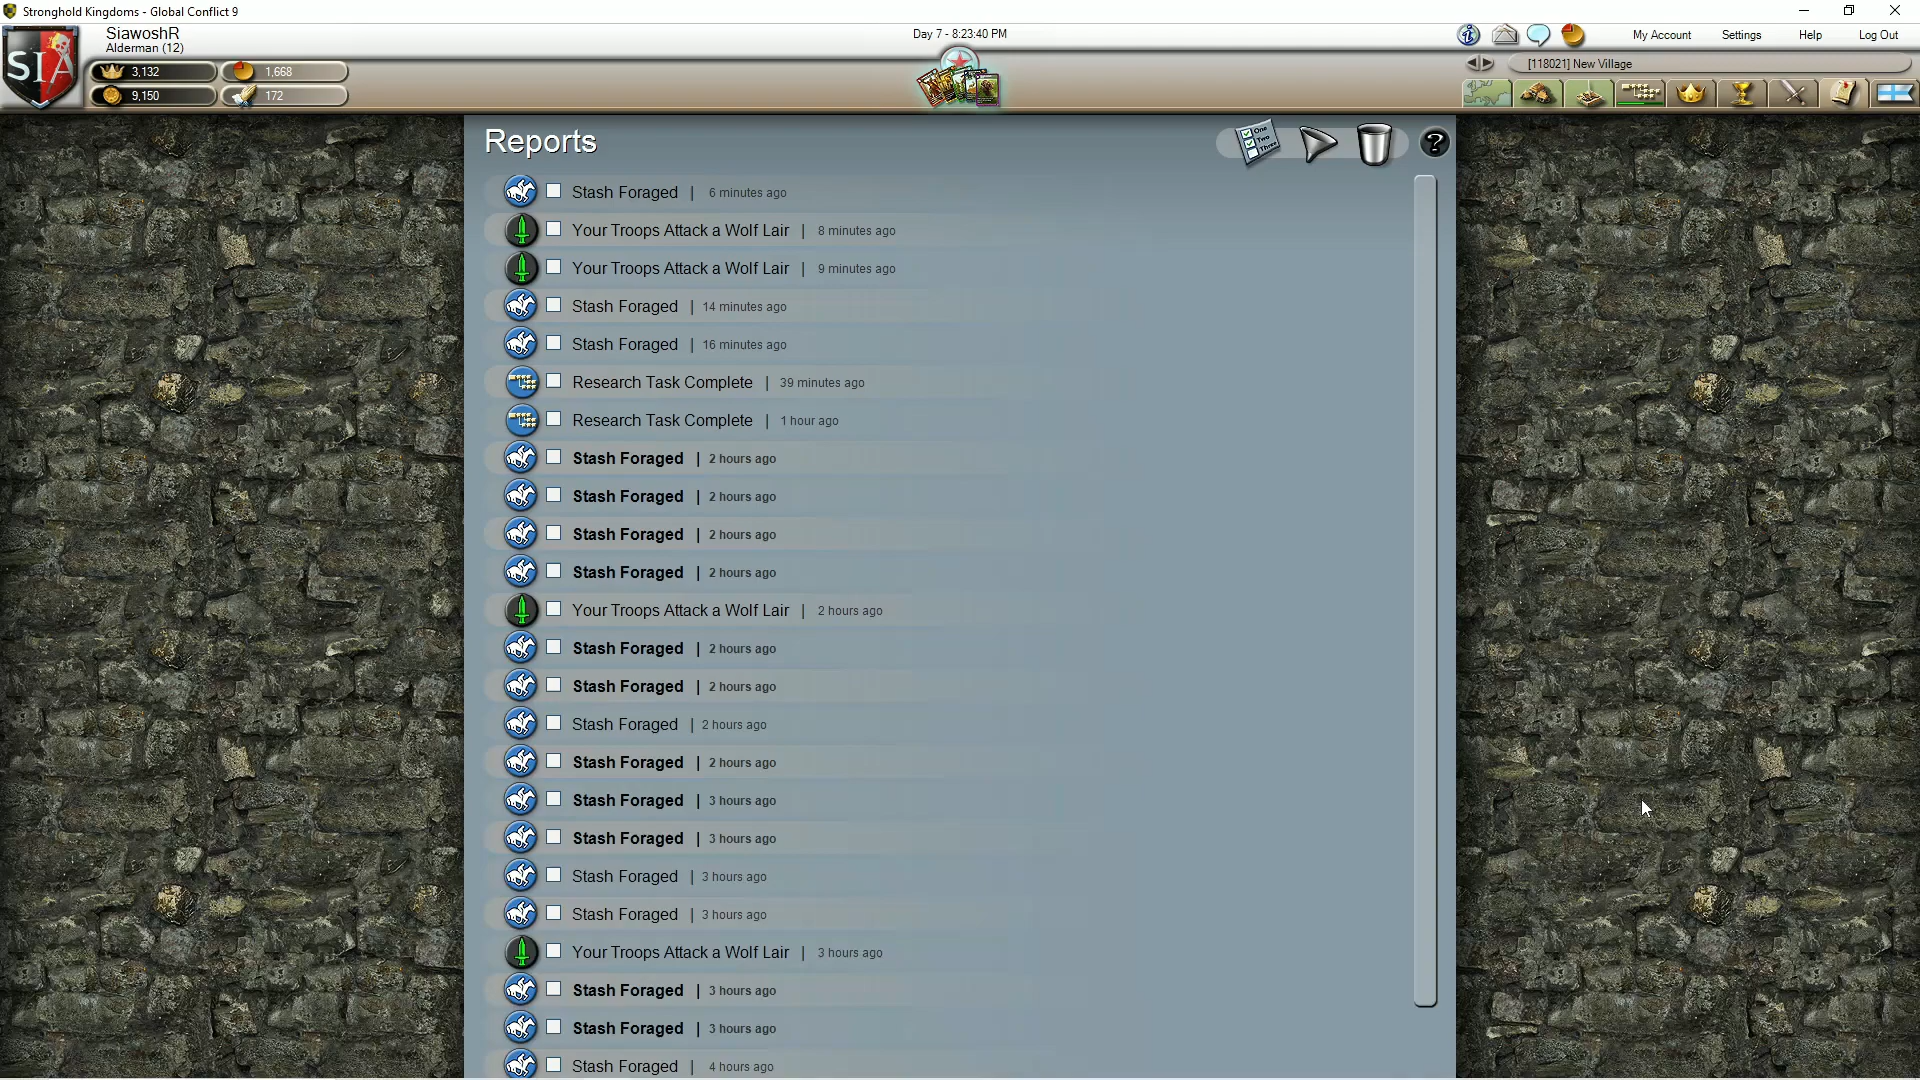 Stronghold Kingdoms - Global Conflict 9
SiawoshR
Alderman (12)
Day 7 - 8:23:40 PM
My Account Settings Help Log Out
SIA
3,132 1,668
9,150 172
[118021] New Village
Reports
One
Two
Three
?
Stash Foraged | 6 minutes ago
Your Troops Attack a Wolf Lair | 8 minutes ago
Your Troops Attack a Wolf Lair | 9 minutes ago
Stash Foraged | 14 minutes ago
Stash Foraged | 16 minutes ago
Research Task Complete | 39 minutes ago
Research Task Complete | 1 hour ago
Stash Foraged | 2 hours ago
Stash Foraged | 2 hours ago
Stash Foraged | 2 hours ago
Stash Foraged | 2 hours ago
Your Troops Attack a Wolf Lair | 2 hours ago
Stash Foraged | 2 hours ago
Stash Foraged | 2 hours ago
Stash Foraged | 2 hours ago
Stash Foraged | 2 hours ago
Stash Foraged | 3 hours ago
Stash Foraged | 3 hours ago
Stash Foraged | 3 hours ago
Stash Foraged | 3 hours ago
Your Troops Attack a Wolf Lair | 3 hours ago
Stash Foraged | 3 hours ago
Stash Foraged | 3 hours ago
Stash Foraged | 4 hours ago